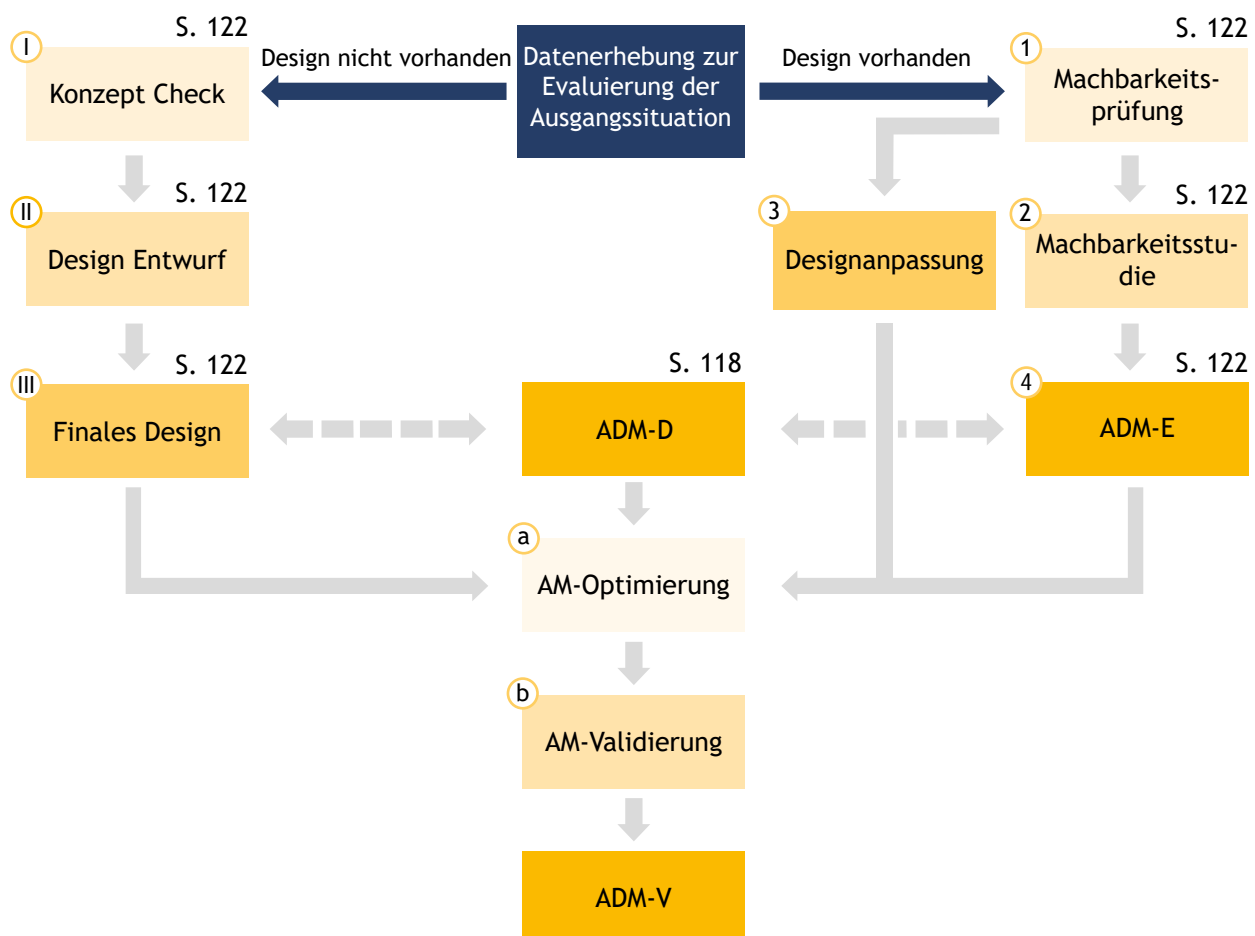 S. 122
I
Konzept Check
Design nicht vorhanden
Datenerhebung zur
Evaluierung der
Ausgangssituation
Design vorhanden
S. 122
1
Machbarkeits-
prüfung
S. 122
II
Design Entwurf
3
Designanpassung
S. 122
2
Machbarkeitsstu-
die
S. 122
III
Finales Design
S. 118
ADM-D
S. 122
4
ADM-E
a
AM-Optimierung
b
AM-Validierung
ADM-V